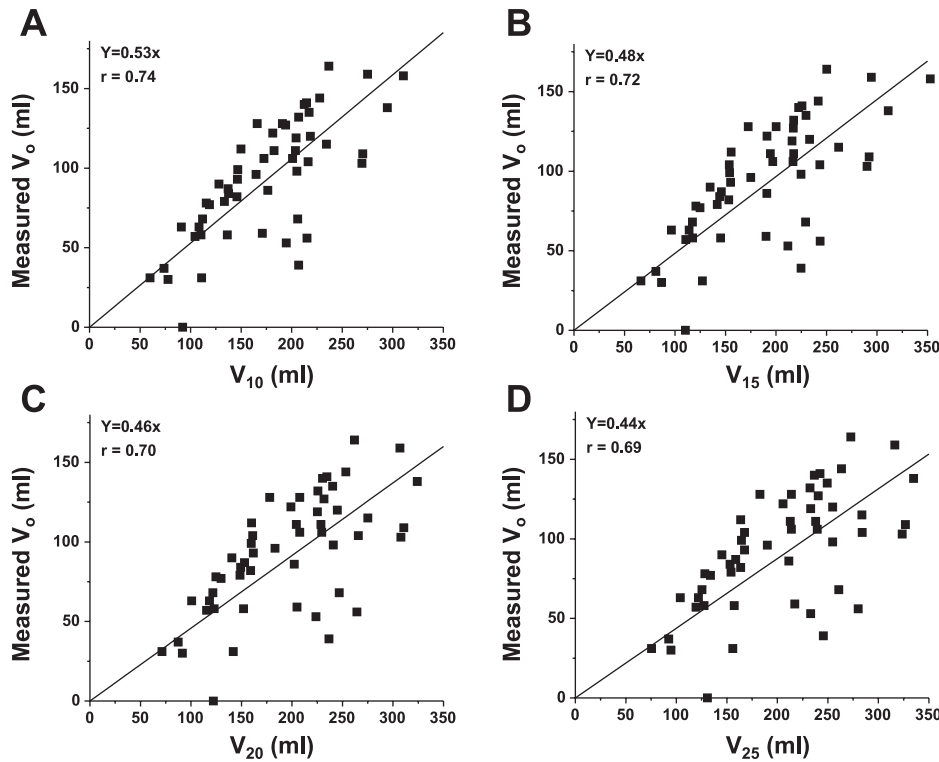 A
Y=0.53x
r = 0.74
Measured Vo (ml)
150
100
50
0
0 50 100 150 200 250 300 350
V10 (ml)
B
Y=0.48x
r = 0.72
Measured Vo (ml)
150
100
50
0
0 50 100 150 200 250 300 350
V15 (ml)
C
Y=0.46x
r = 0.70
Measured Vo (ml)
150
100
50
0
0 50 100 150 200 250 300 350
V20 (ml)
D
Y=0.44x
r = 0.69
Measured Vo (ml)
150
100
50
0
0 50 100 150 200 250 300 350
V25 (ml)